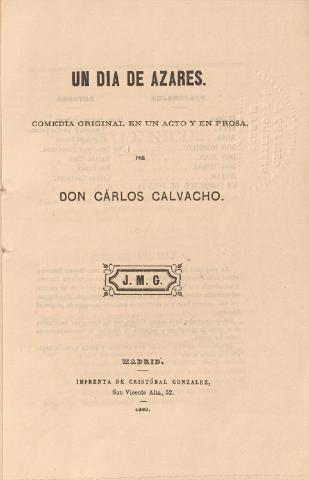 UN DIA DE AZARES.
COMEDIA ORIGINAL EN UN ACTO Y EN PROSA,
POR
DON CÁRLOS CALVACHO.
J. M. G.
MADRID.
IMPRENTA DE CRISTÓBAL GONZALEZ,
San Vicente Alta, 52.